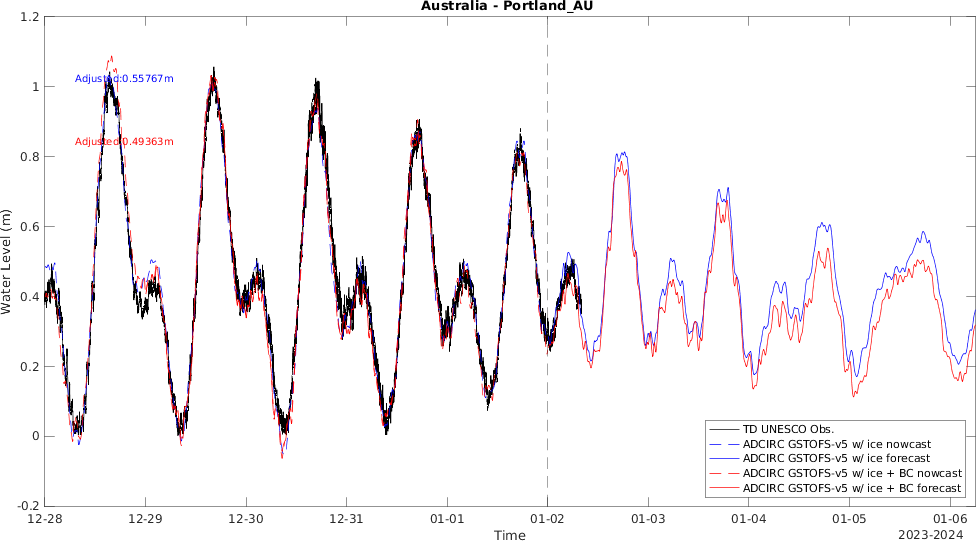 Australia - Portland_AU
1.2
1
0.8
0.6
0.4
0.2
0
-0.2
Water Level (m)
Adjusted:0.55767m
Adjusted:0.49363m
TD UNESCO Obs.
ADCIRC GSTOFS-v5 w/ ice nowcast
ADCIRC GSTOFS-v5 w/ ice forecast
ADCIRC GSTOFS-v5 w/ ice + BC nowcast
ADCIRC GSTOFS-v5 w/ ice + BC forecast
12-28 12-29 12-30 12-31 01-01 01-02 01-03 01-04 01-05 01-06
Time
2023-2024